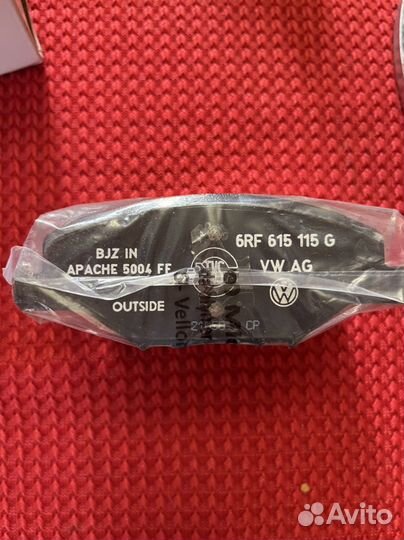 BJZ IN
APACHE 5004 FF
OUTSIDE
6RF 615 115 G
VW AG
CP
Avito